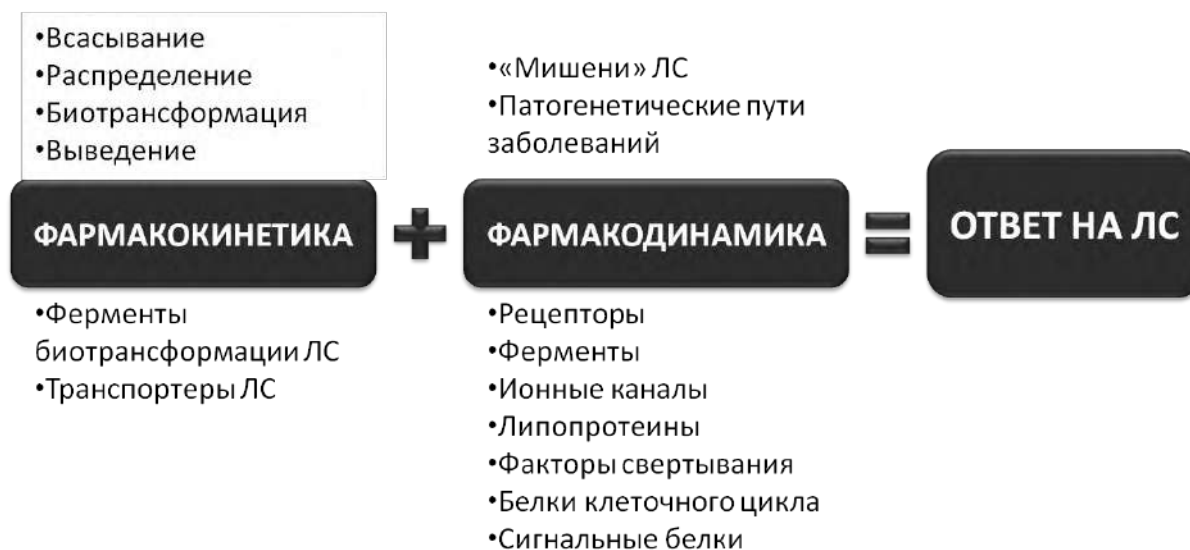 •Всасывание
•Распределение
•Биотрансформация
•Выведение
ФАРМАКОКИНЕТИКА
•Ферменты
биотрансформации ЛС
•Транспортеры ЛС
+
•«Мишени» ЛС
•Патогенетические пути
заболеваний
ФАРМАКОДИНАМИКА
•Рецепторы
•Ферменты
•Ионные каналы
•Липопротеины
•Факторы свертывания
•Белки клеточного цикла
•Сигнальные белки
=
ОТВЕТ НА ЛС